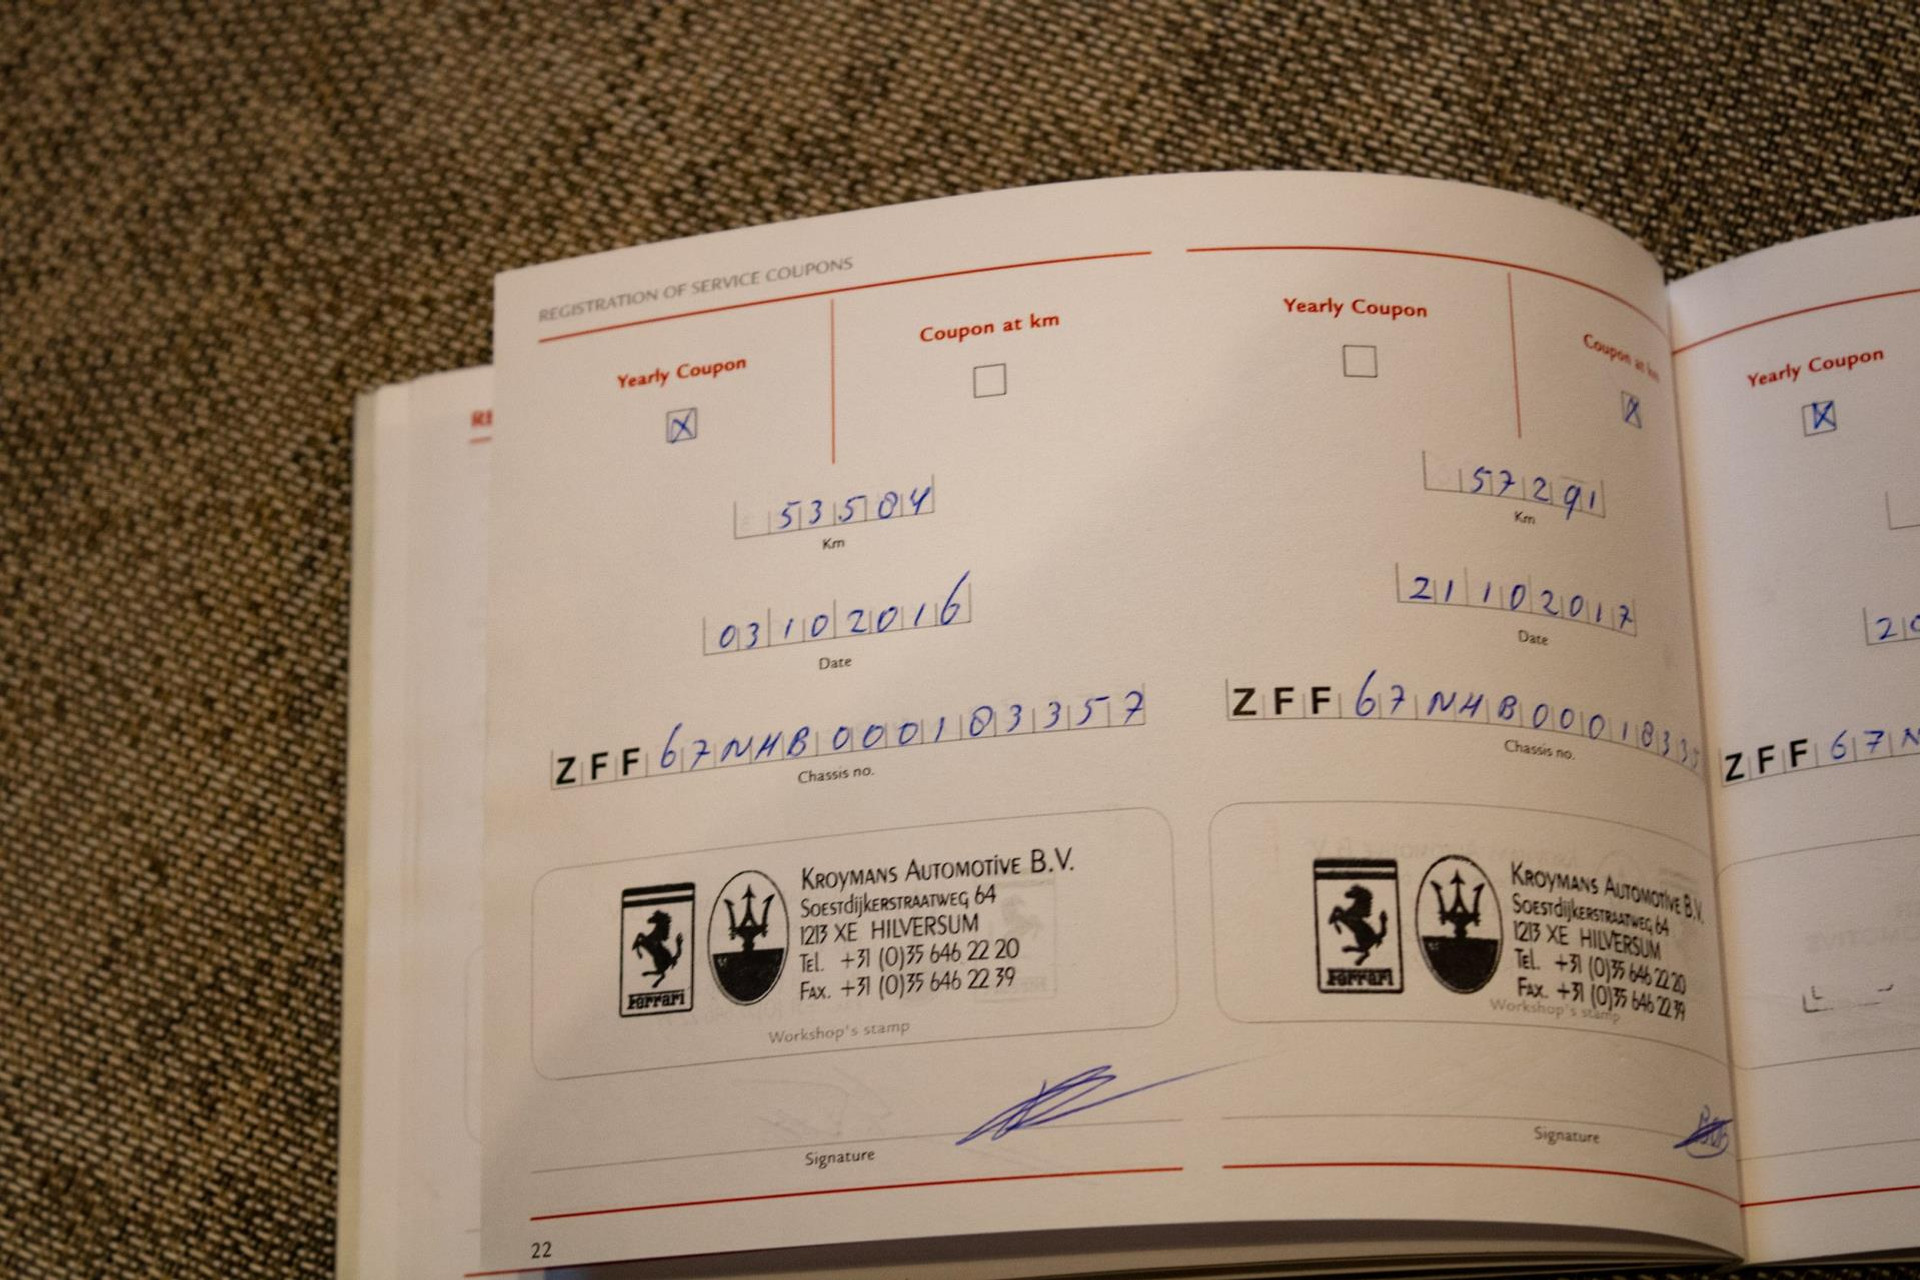 REGISTRATION OF SERVICE COUPONS
Yearly Coupon
Coupon at km
53584
Km
03102016
Date
ZFF67NHB000183357
Chassis no.
KROYMANS AUTOMOTIVE B.V.
SOESTdijKERSTRAATWEG 64
1213 XE HILVERSUM
TEL. +31 (0)35 646 22 20
FAX. +31 (0)35 646 22 39
Ferrari
Workshop's stamp
Signature
22
Yearly Coupon
Coupon at km
57291
Km
21102017
Date
ZFF67NHB00018335
Chassis no.
KROYMANS AUTOMOTIVE B.V.
SOESTdijKERSTRAATWEG 64
1213 XE HILVERSUM
TEL. +31 (0)35 646 22 20
FAX. +31 (0)35 646 22 39
Ferrari
Workshop's stamp
Signature
Yearly Coupon
20
ZFF67N